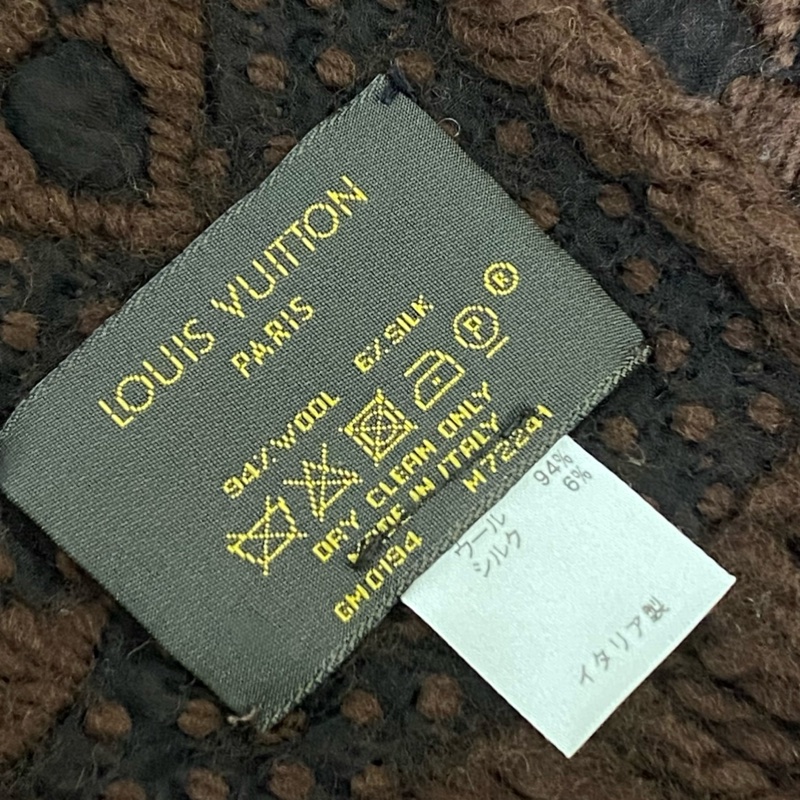 LOUIS VUITTON
PARIS
94% WOOL 6% SILK
P
R
DRY CLEAN ONLY
MADE IN ITALY
GM0194 M72241
ウール 94%
シルク 6%
イタリア製